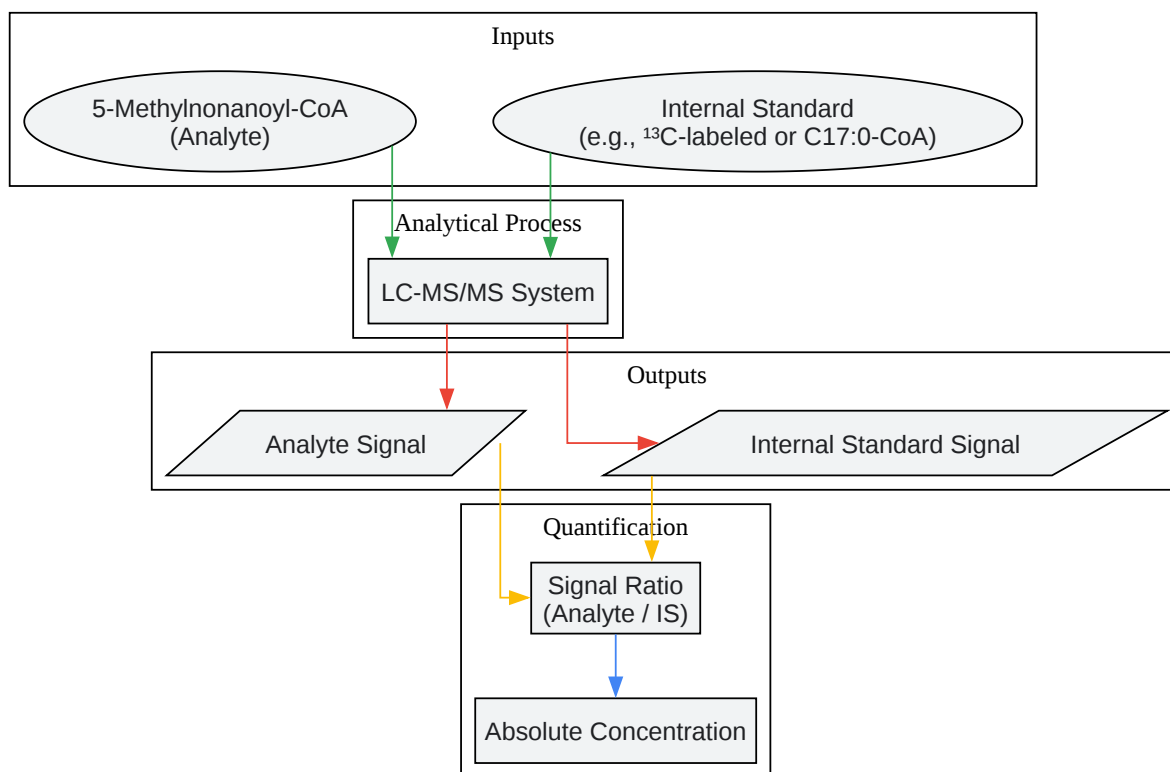 Inputs
5-Methylnonanoyl-CoA
(Analyte)
Internal Standard
(e.g., ¹³C-labeled or C17:0-CoA)
Analytical Process
LC-MS/MS System
Outputs
Analyte Signal
Internal Standard Signal
Quantification
Signal Ratio
(Analyte / IS)
Absolute Concentration